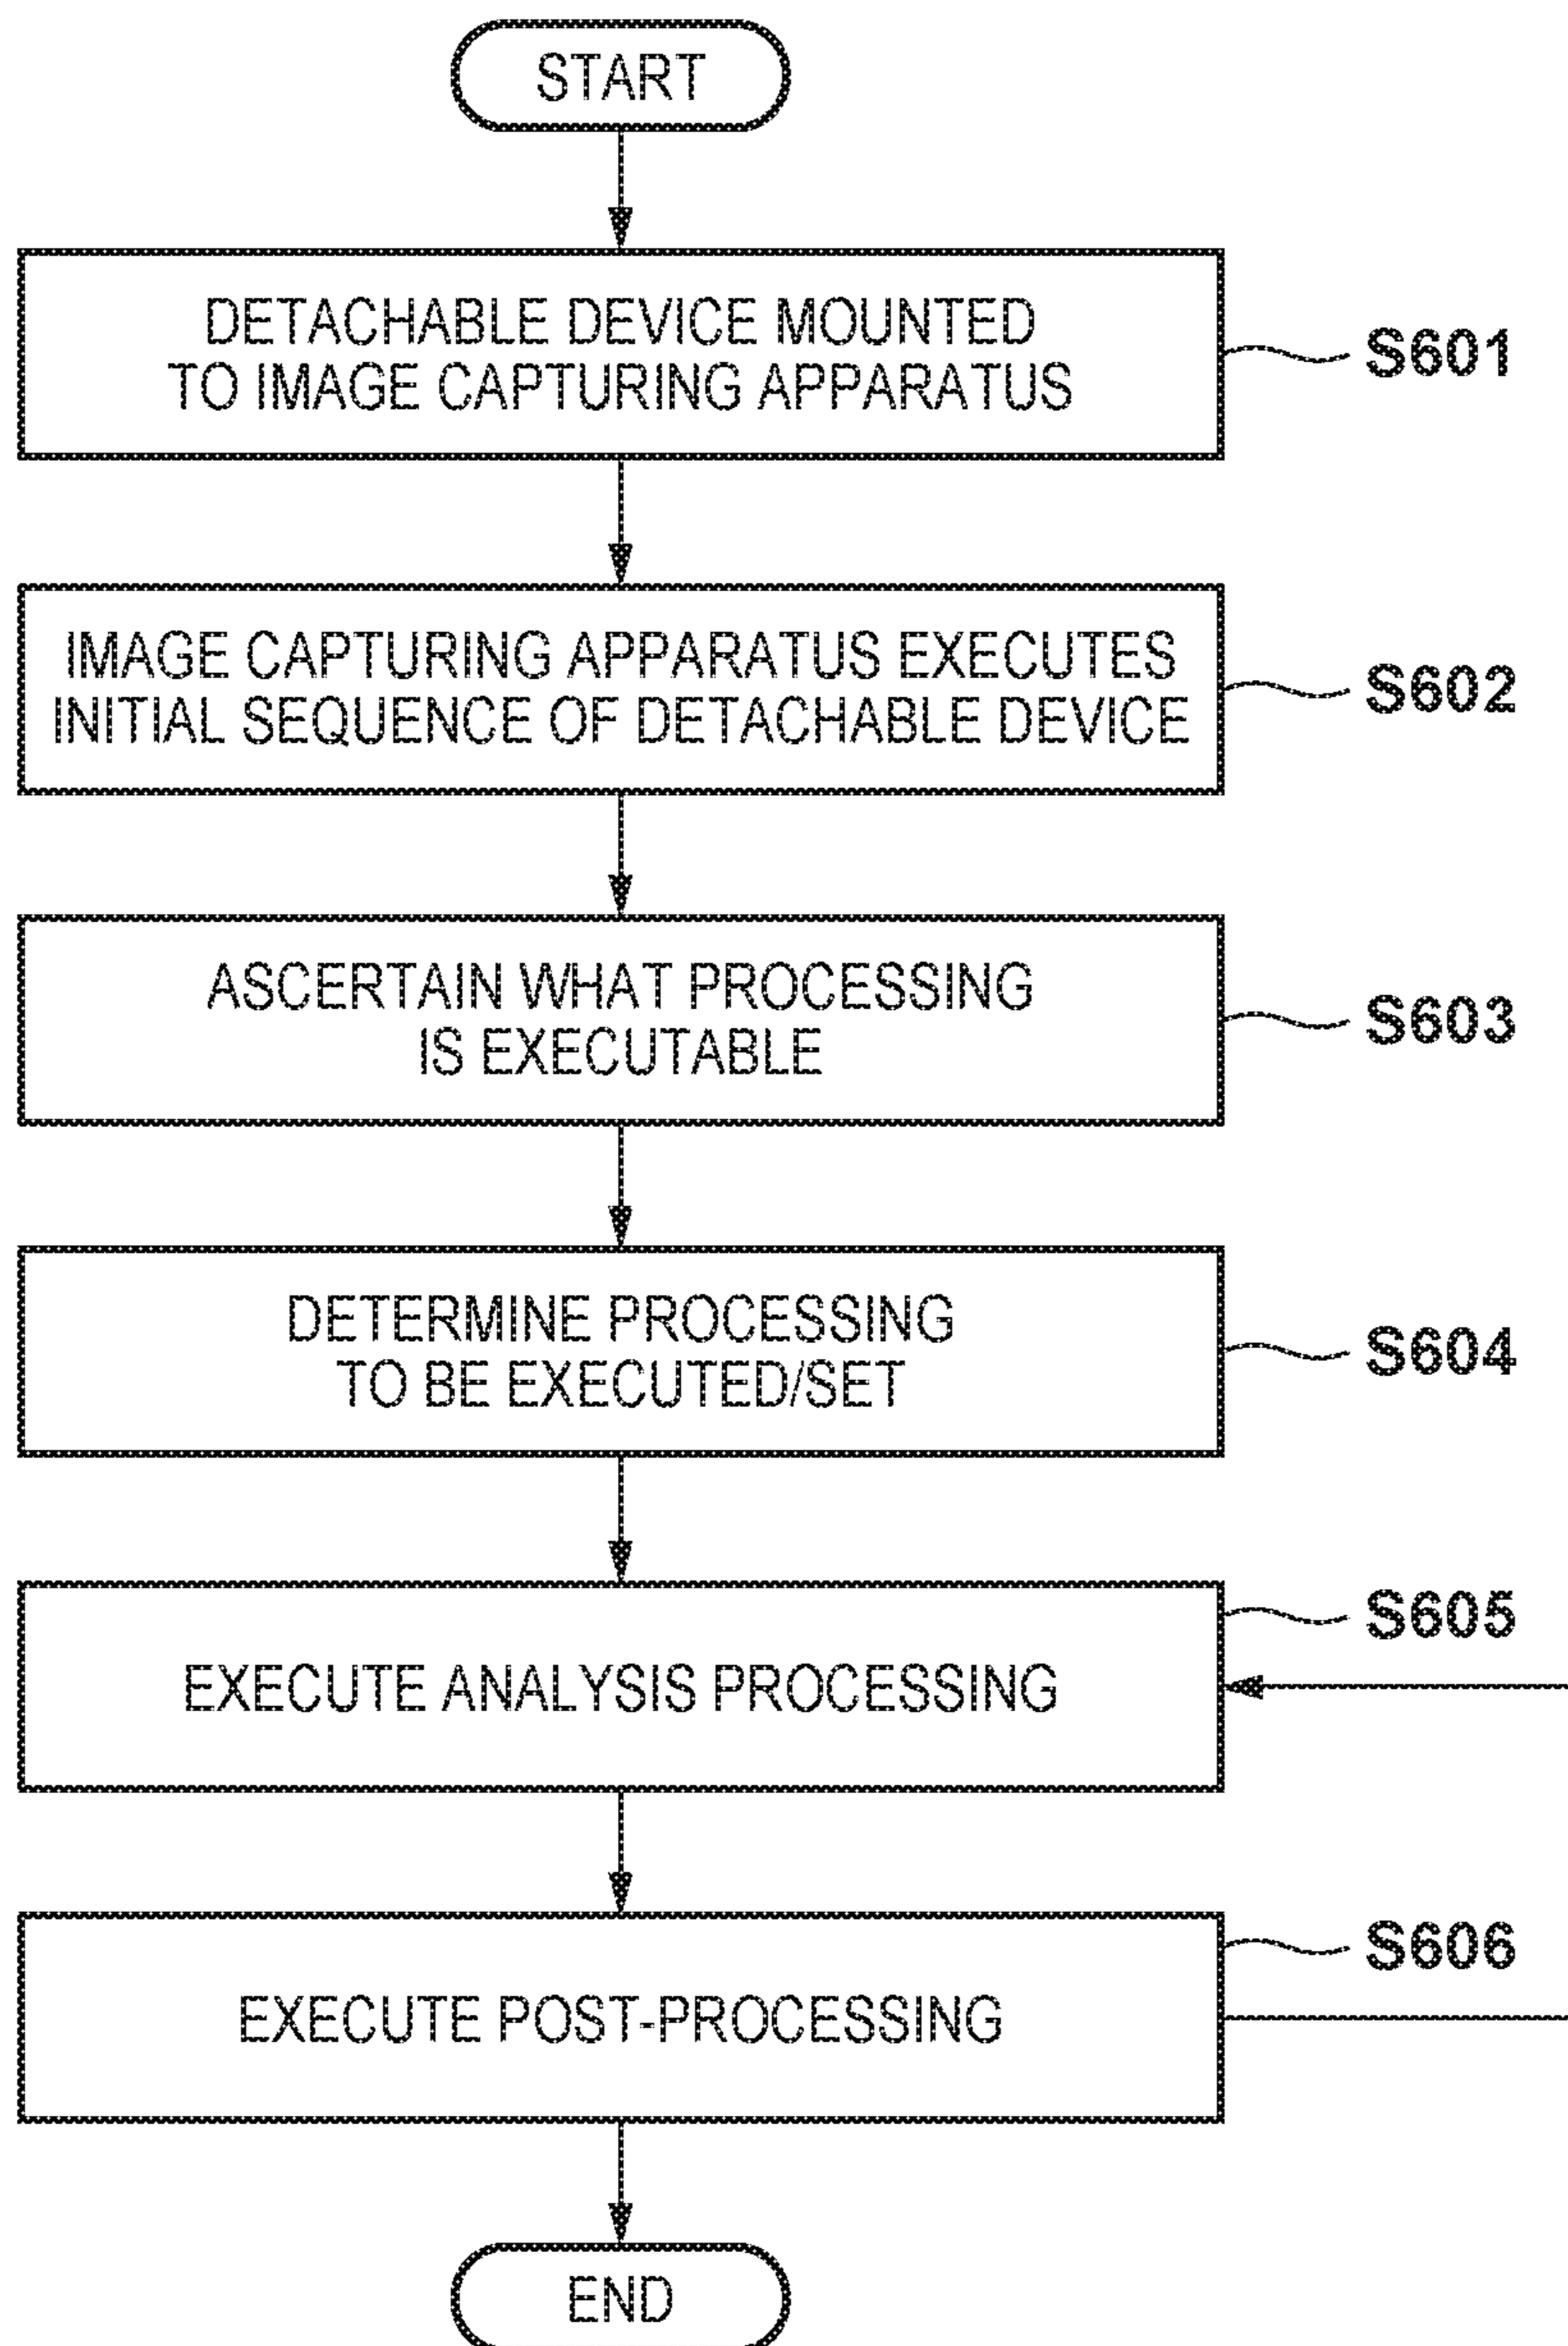 START
DETACHABLE DEVICE MOUNTED
TO IMAGE CAPTURING APPARATUS
S601
IMAGE CAPTURING APPARATUS EXECUTES
INITIAL SEQUENCE OF DETACHABLE DEVICE
S602
ASCERTAIN WHAT PROCESSING
IS EXECUTABLE
S603
DETERMINE PROCESSING
TO BE EXECUTED/SET
S604
EXECUTE ANALYSIS PROCESSING
S605
EXECUTE POST-PROCESSING
S606
END